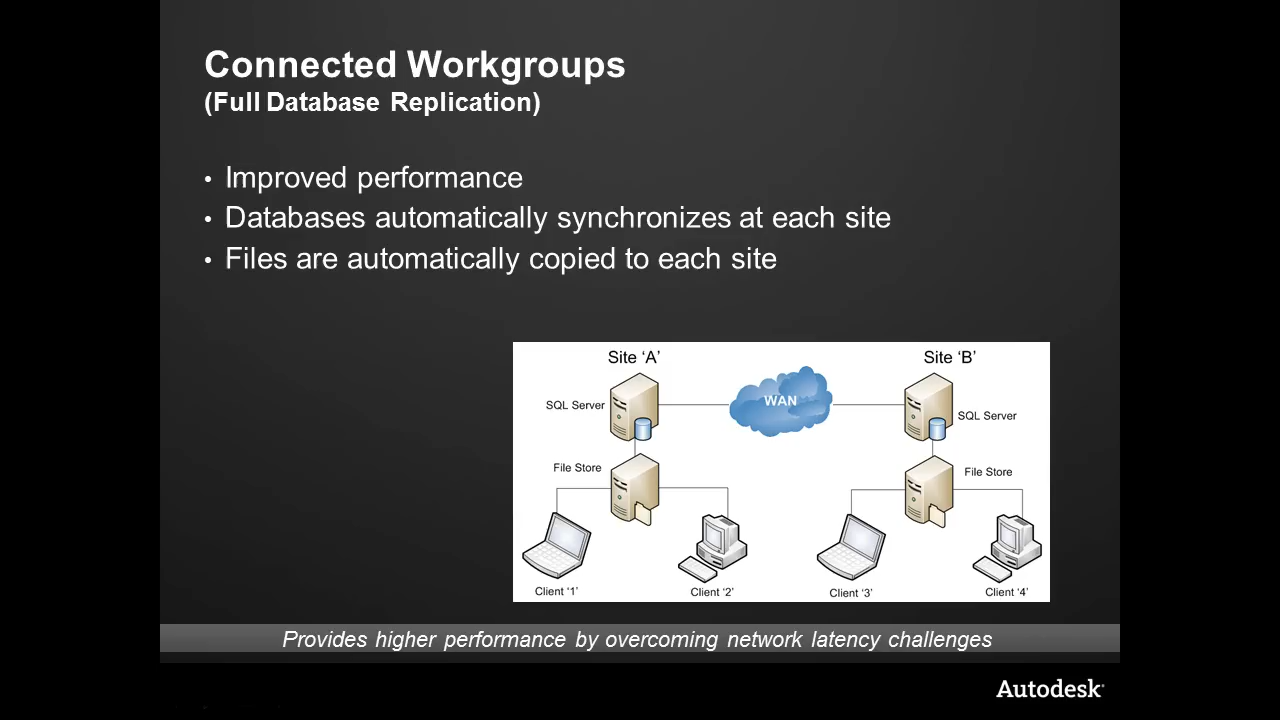 Connected Workgroups
(Full Database Replication)
• Improved performance
• Databases automatically synchronizes at each site
• Files are automatically copied to each site
Site ‘A’
Site ‘B’
SQL Server
WAN
SQL Server
File Store
File Store
Client ‘1’
Client ‘2’
Client ‘3’
Client ‘4’
Provides higher performance by overcoming network latency challenges
Autodesk